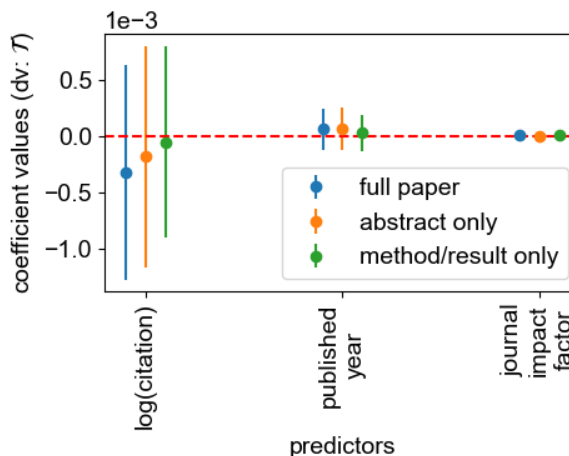 1e−3
coefficient values (dv: 𝒯)
0.5
0.0
−0.5
−1.0
full paper
abstract only
method/result only
log(citation)
published
year
journal
impact
factor
predictors